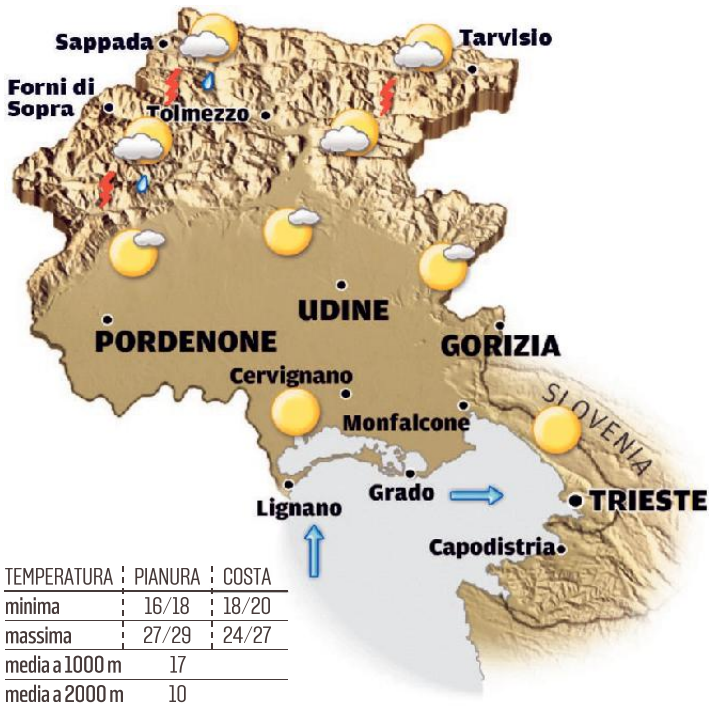 Sappada
Tarvisio
Forni di
Sopra
Tolmezzo
UDINE
PORDENONE
GORIZIA
Cervignano
SLOVENIA
Monfalcone
Grado
Lignano
TRIESTE
Capodistria
TEMPERATURA PIANURA COSTA
minima 16/18 18/20
massima 27/29 24/27
media a 1000 m 17
media a 2000 m 10